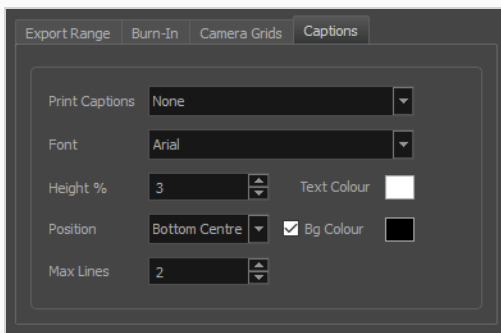 Export Range Burn-In Camera Grids Captions
Print Captions None
Font Arial
Height % 3 Text Colour
Position Bottom Centre Bg Colour
Max Lines 2